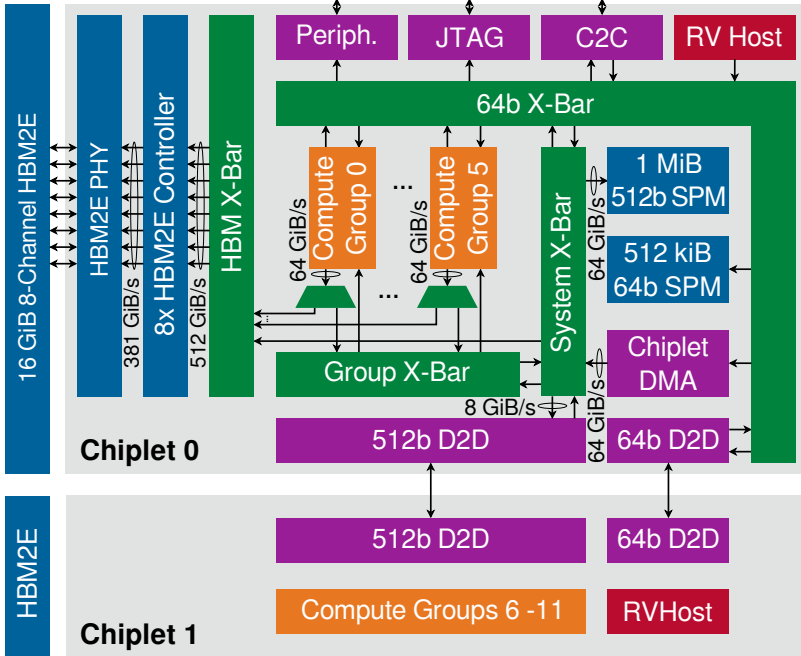 Periph.
JTAG
C2C
RV Host
64b X-Bar
16 GiB 8-Channel HBM2E
HBM2E PHY
381 GiB/s
8x HBM2E Controller
512 GiB/s
HBM X-Bar
64 GiB/s
Compute
Group 0
...
64 GiB/s
Compute
Group 5
...
System X-Bar
64 GiB/s
1 MiB
512b SPM
512 kiB
64b SPM
Group X-Bar
Chiplet
DMA
8 GiB/s
64 GiB/s
Chiplet 0
512b D2D
64b D2D
HBM2E
512b D2D
64b D2D
Chiplet 1
Compute Groups 6 -11
RVHost